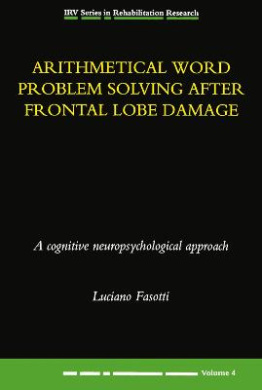 IRV Series in Rehabilitation Research
ARITHMETICAL WORD
PROBLEM SOLVING AFTER
FRONTAL LOBE DAMAGE
A cognitive neuropsychological approach
Luciano Fasotti
Volume 4